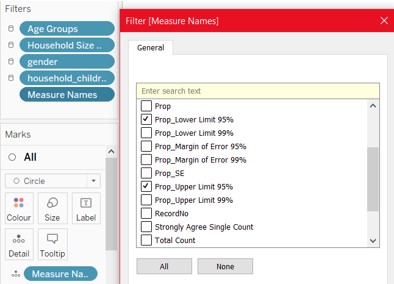 Filters
Age Groups
Household Size ..
gender
household_childr..
Measure Names
Marks
All
Circle
Colour Size Label
Detail Tooltip
Measure Na..
Filter [Measure Names]
General
Enter search text
Prop
Prop_Lower Limit 95%
Prop_Lower Limit 99%
Prop_Margin of Error 95%
Prop_Margin of Error 99%
Prop_SE
Prop_Upper Limit 95%
Prop_Upper Limit 99%
RecordNo
Strongly Agree Single Count
Total Count
All None